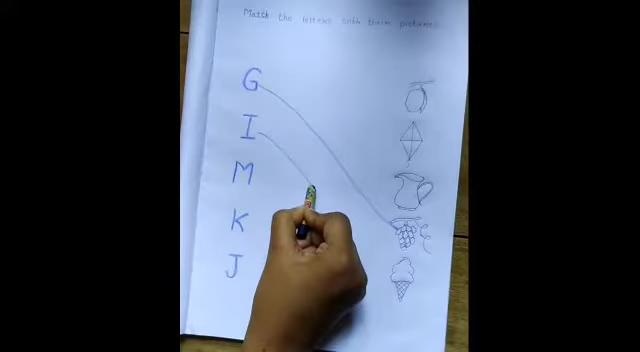 Match the letters with their pictures
G
I
M
K
J